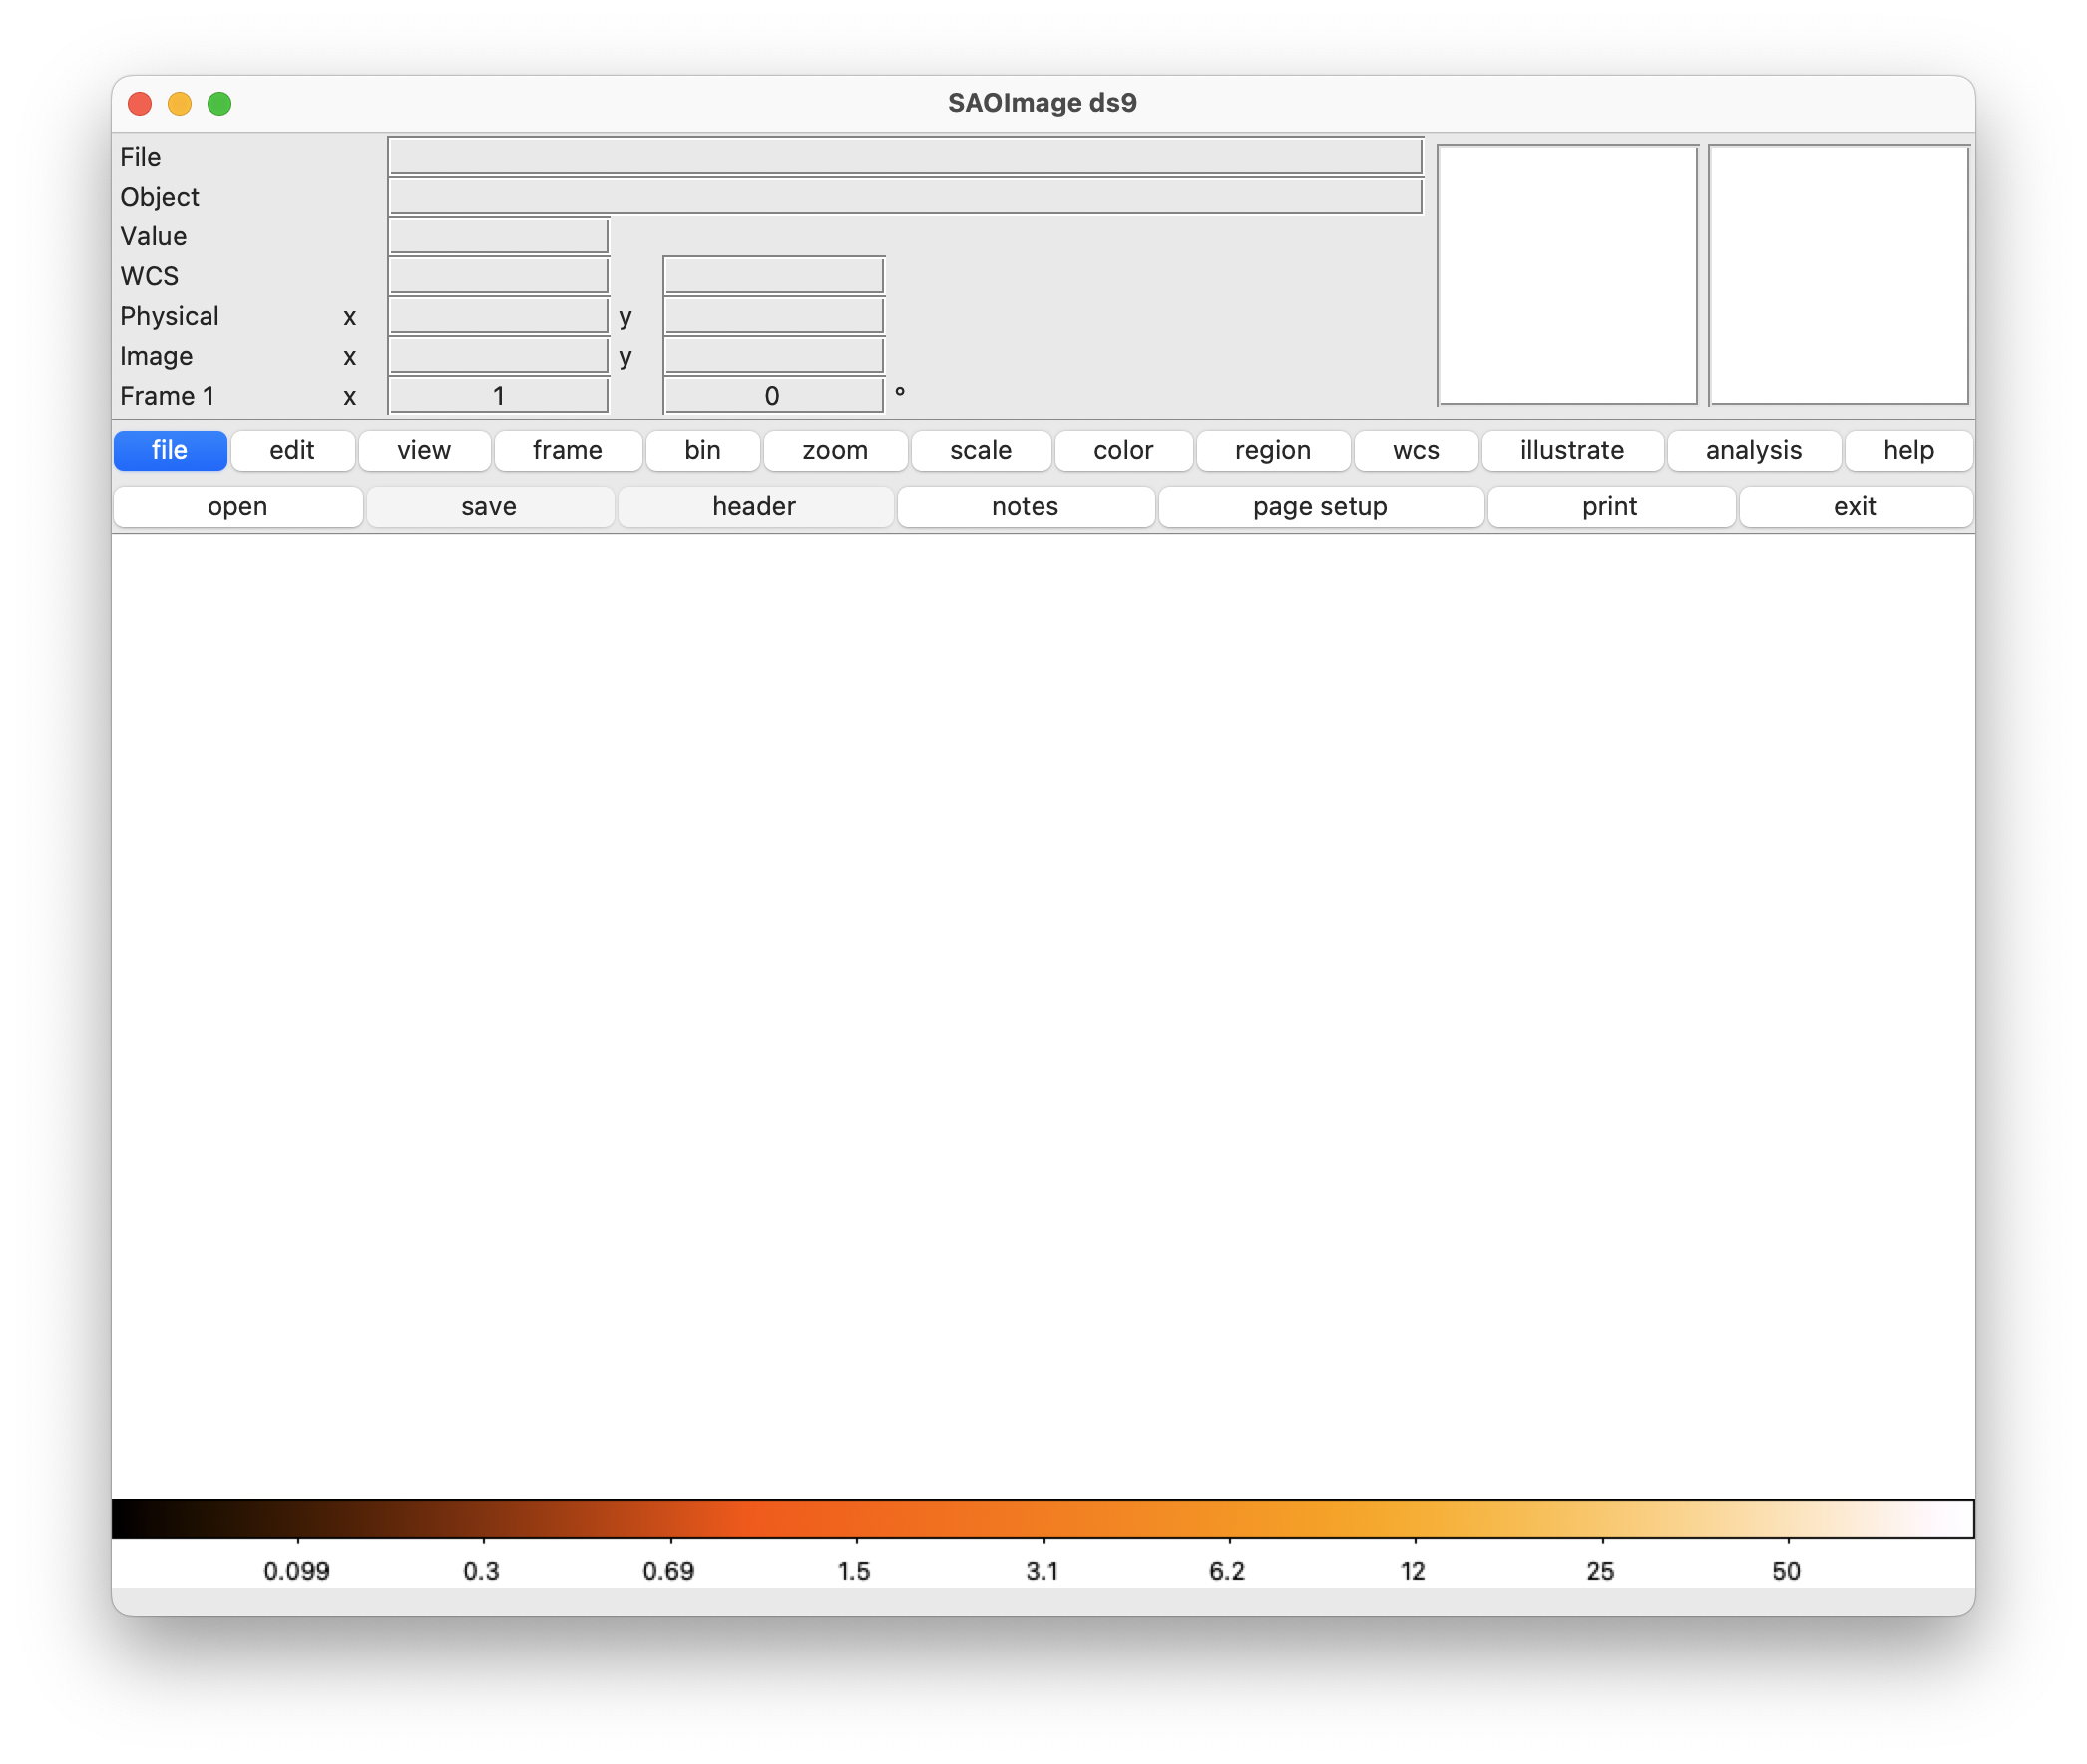 SAOImage ds9
File
Object
Value
WCS
Physical x y
Image x y
Frame 1 x 1 0 °
file edit view frame bin zoom scale color region wcs illustrate analysis help
open save header notes page setup print exit
0.099 0.3 0.69 1.5 3.1 6.2 12 25 50